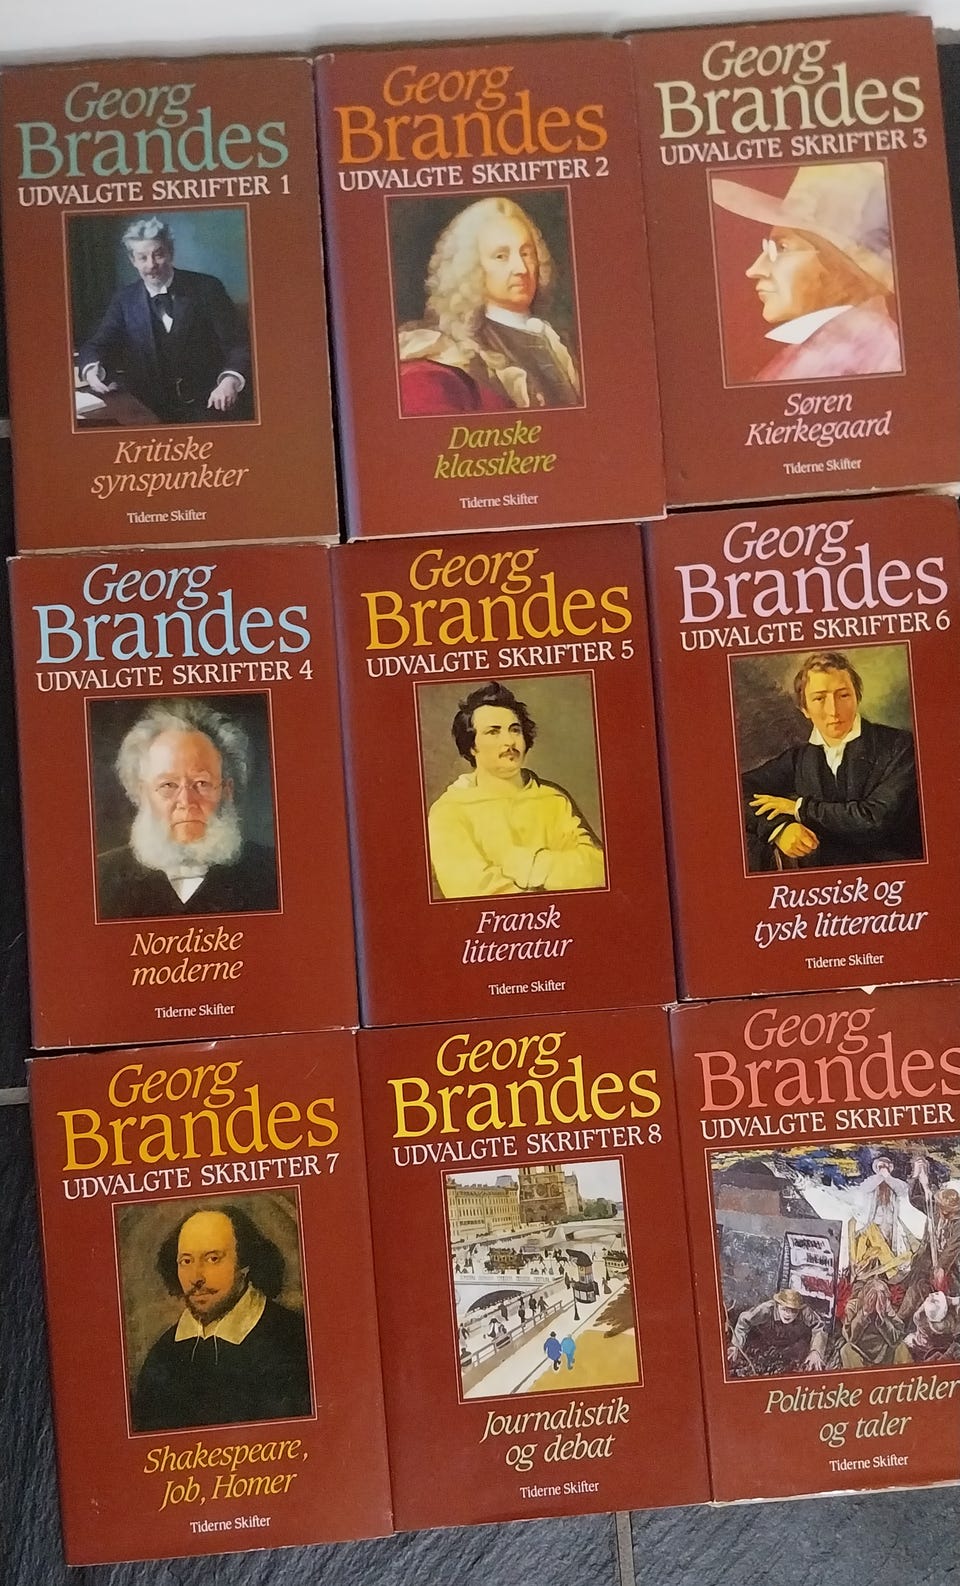 Georg
Brandes
UDVALGTE SKRIFTER 1
Kritiske
synspunkter
Tiderne Skifter
Georg
Brandes
UDVALGTE SKRIFTER 2
Danske
klassikere
Tiderne Skifter
Georg
Brandes
UDVALGTE SKRIFTER 3
Søren
Kierkegaard
Tiderne Skifter
Georg
Brandes
UDVALGTE SKRIFTER 4
Nordiske
moderne
Tiderne Skifter
Georg
Brandes
UDVALGTE SKRIFTER 5
Fransk
litteratur
Tiderne Skifter
Georg
Brandes
UDVALGTE SKRIFTER 6
Russisk og
tysk litteratur
Tiderne Skifter
Georg
Brandes
UDVALGTE SKRIFTER 7
Shakespeare,
Job, Homer
Tiderne Skifter
Georg
Brandes
UDVALGTE SKRIFTER 8
Journalistik
og debat
Tiderne Skifter
Georg
Brandes
UDVALGTE SKRIFTER
Politiske artikler
og taler
Tiderne Skifter